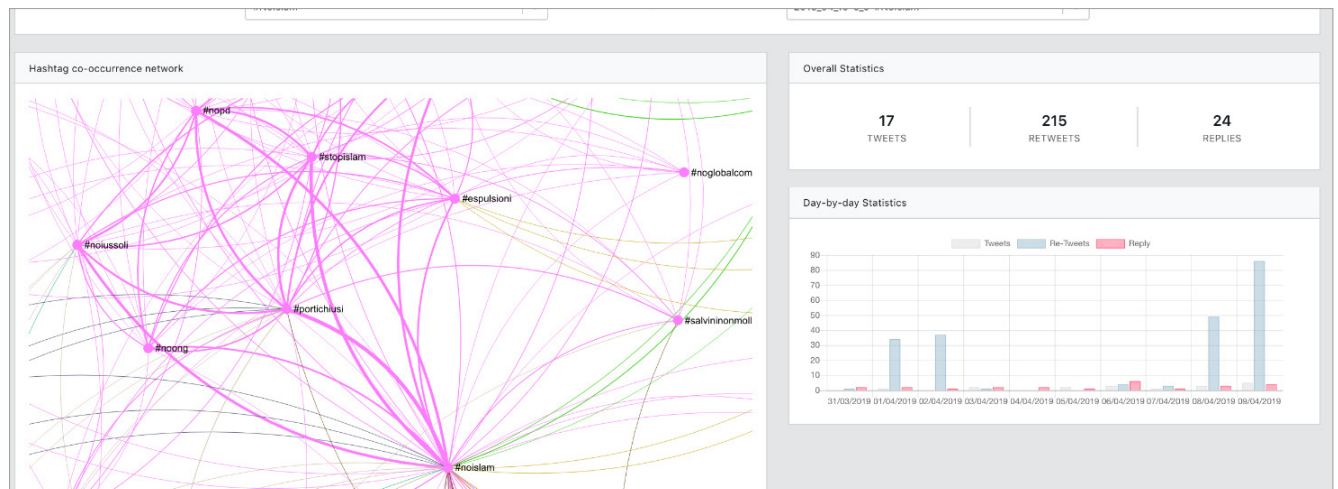 Hashtag co-occurrence network
#nopd
#stopislam
#noglobalcom
#espulsioni
#noiussoli
#portichiusi
#salvininonmoll
#noong
#noislam
Overall Statistics
17 215 24
TWEETS RETWEETS REPLIES
Day-by-day Statistics
Tweets Re-Tweets Reply
90
80
70
60
50
40
30
20
10
0
31/03/2019 01/04/2019 02/04/2019 03/04/2019 04/04/2019 05/04/2019 06/04/2019 07/04/2019 08/04/2019 09/04/2019